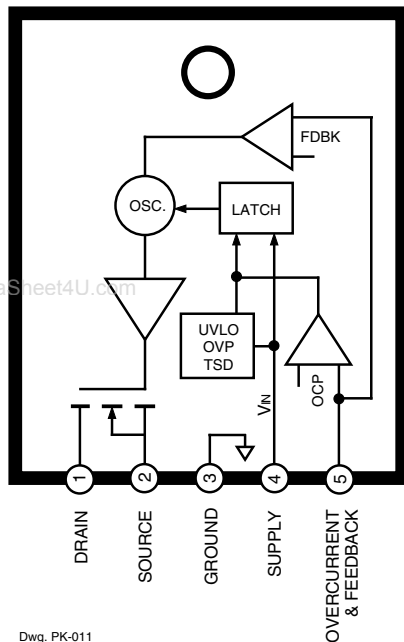 FDBK
OSC.
LATCH
aSheet4U.com
UVLO
OVP
TSD
OCP
VIN
1
2
3
4
5
DRAIN
SOURCE
GROUND
SUPPLY
OVERCURRENT
& FEEDBACK
Dwg. PK-011